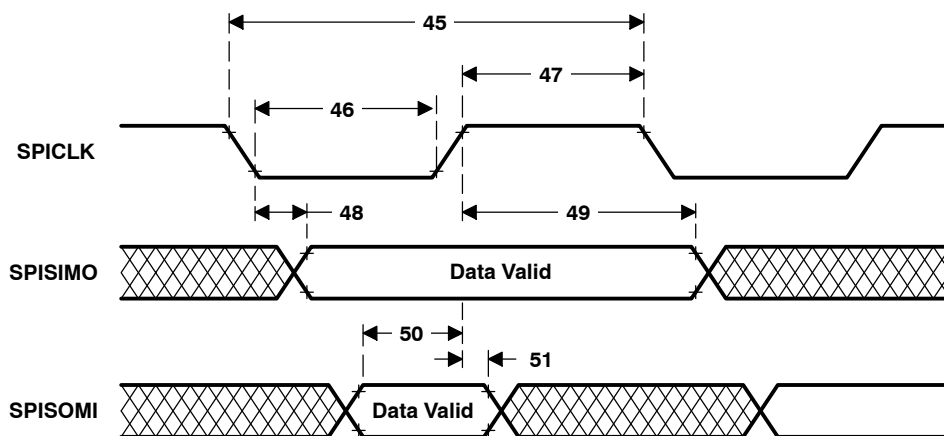 45
47
46
SPICLK
48
49
SPISIMO
Data Valid
50
51
SPISOMI
Data Valid